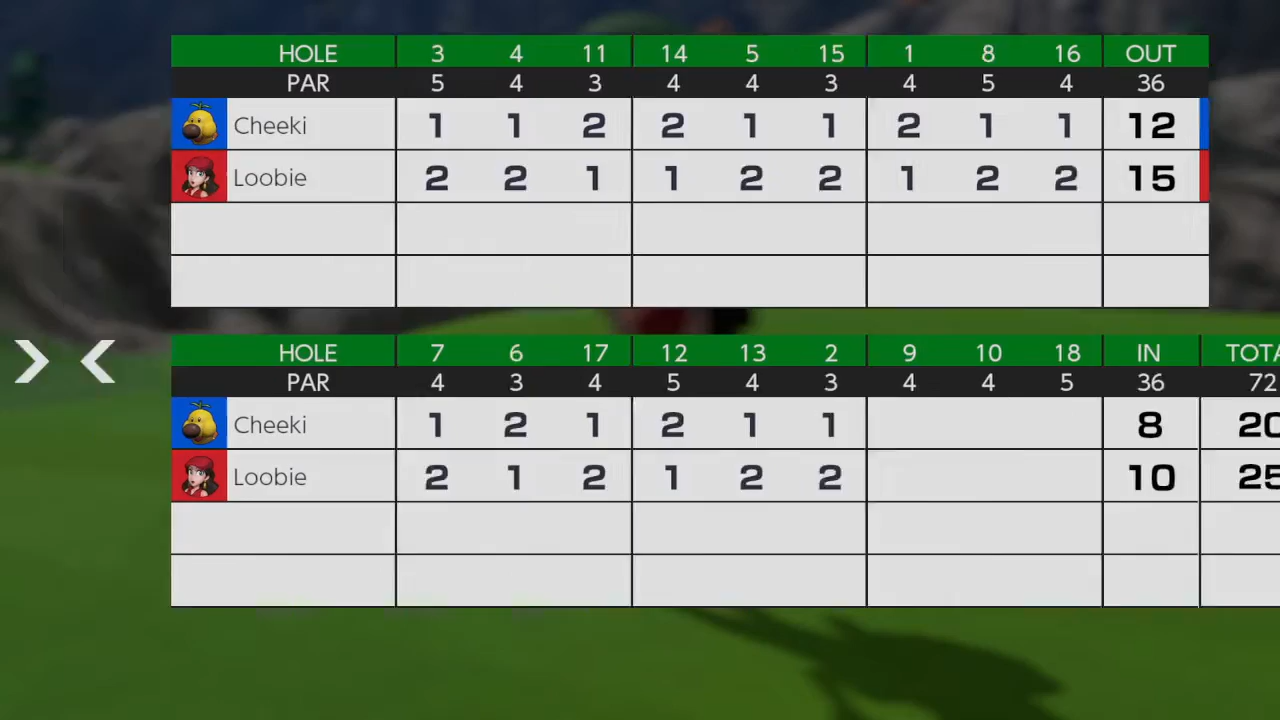 HOLE 3 4 11 14 5 15 1 8 16 OUT
PAR 5 4 3 4 4 3 4 5 4 36
Cheeki 1 1 2 2 1 1 2 1 1 12
Loobie 2 2 1 1 2 2 1 2 2 15
HOLE 7 6 17 12 13 2 9 10 18 IN TOTA
PAR 4 3 4 5 4 3 4 4 5 36 72
Cheeki 1 2 1 2 1 1 8 20
Loobie 2 1 2 1 2 2 10 25